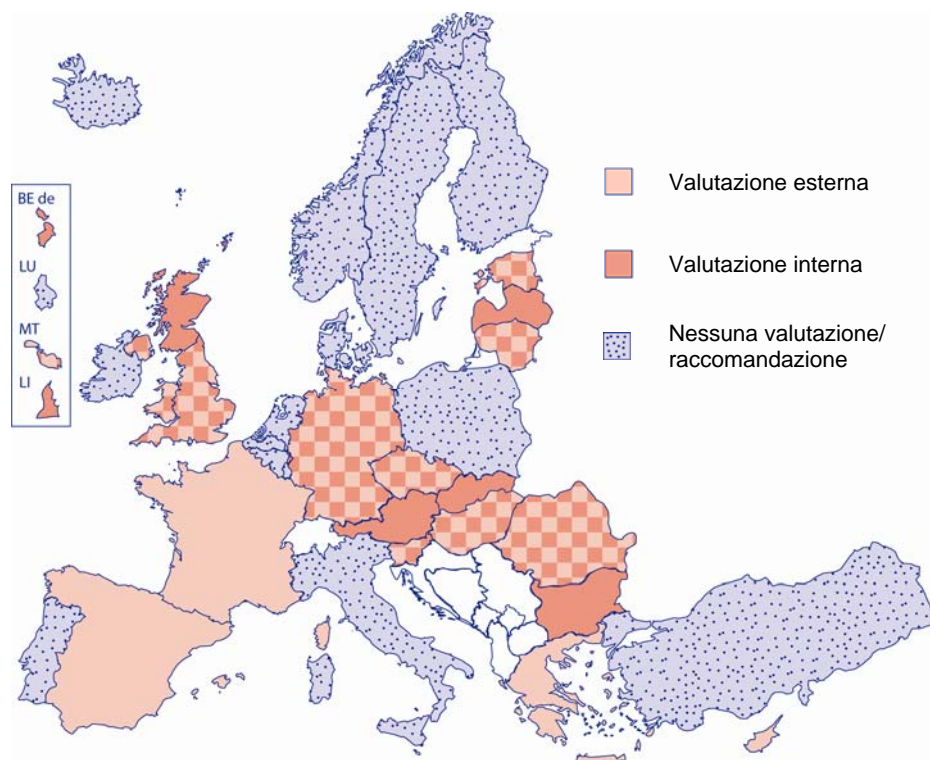 BE de
LU
MT
LI
Valutazione esterna
Valutazione interna
Nessuna valutazione/
raccomandazione